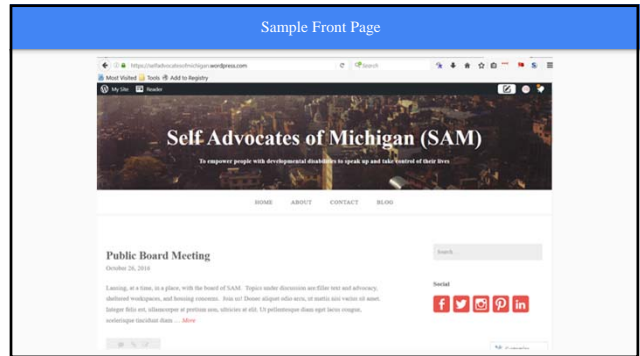 Sample Front Page
https://selfadvocatesofmichigan.wordpress.com
Search
Most Visited Tools Add to Registry
My Site Reader
Self Advocates of Michigan (SAM)
To empower people with developmental disabilities to speak up and take control of their lives
HOME ABOUT CONTACT BLOG
Public Board Meeting
October 26, 2016
Search
Lansing, at a time, in a place, with the board of SAM. Topics under discussion are filler text and advocacy,
sheltered workspaces, and housing concerns. Join us! Donec aliquet odio arcu, ut mattis nisi varius sit amet.
Integer felis est, ullamcorper at pretium non, ultricies at elit. Ut pellentesque diam eget lacus congue,
scelerisque tincidunt diam … More
Social